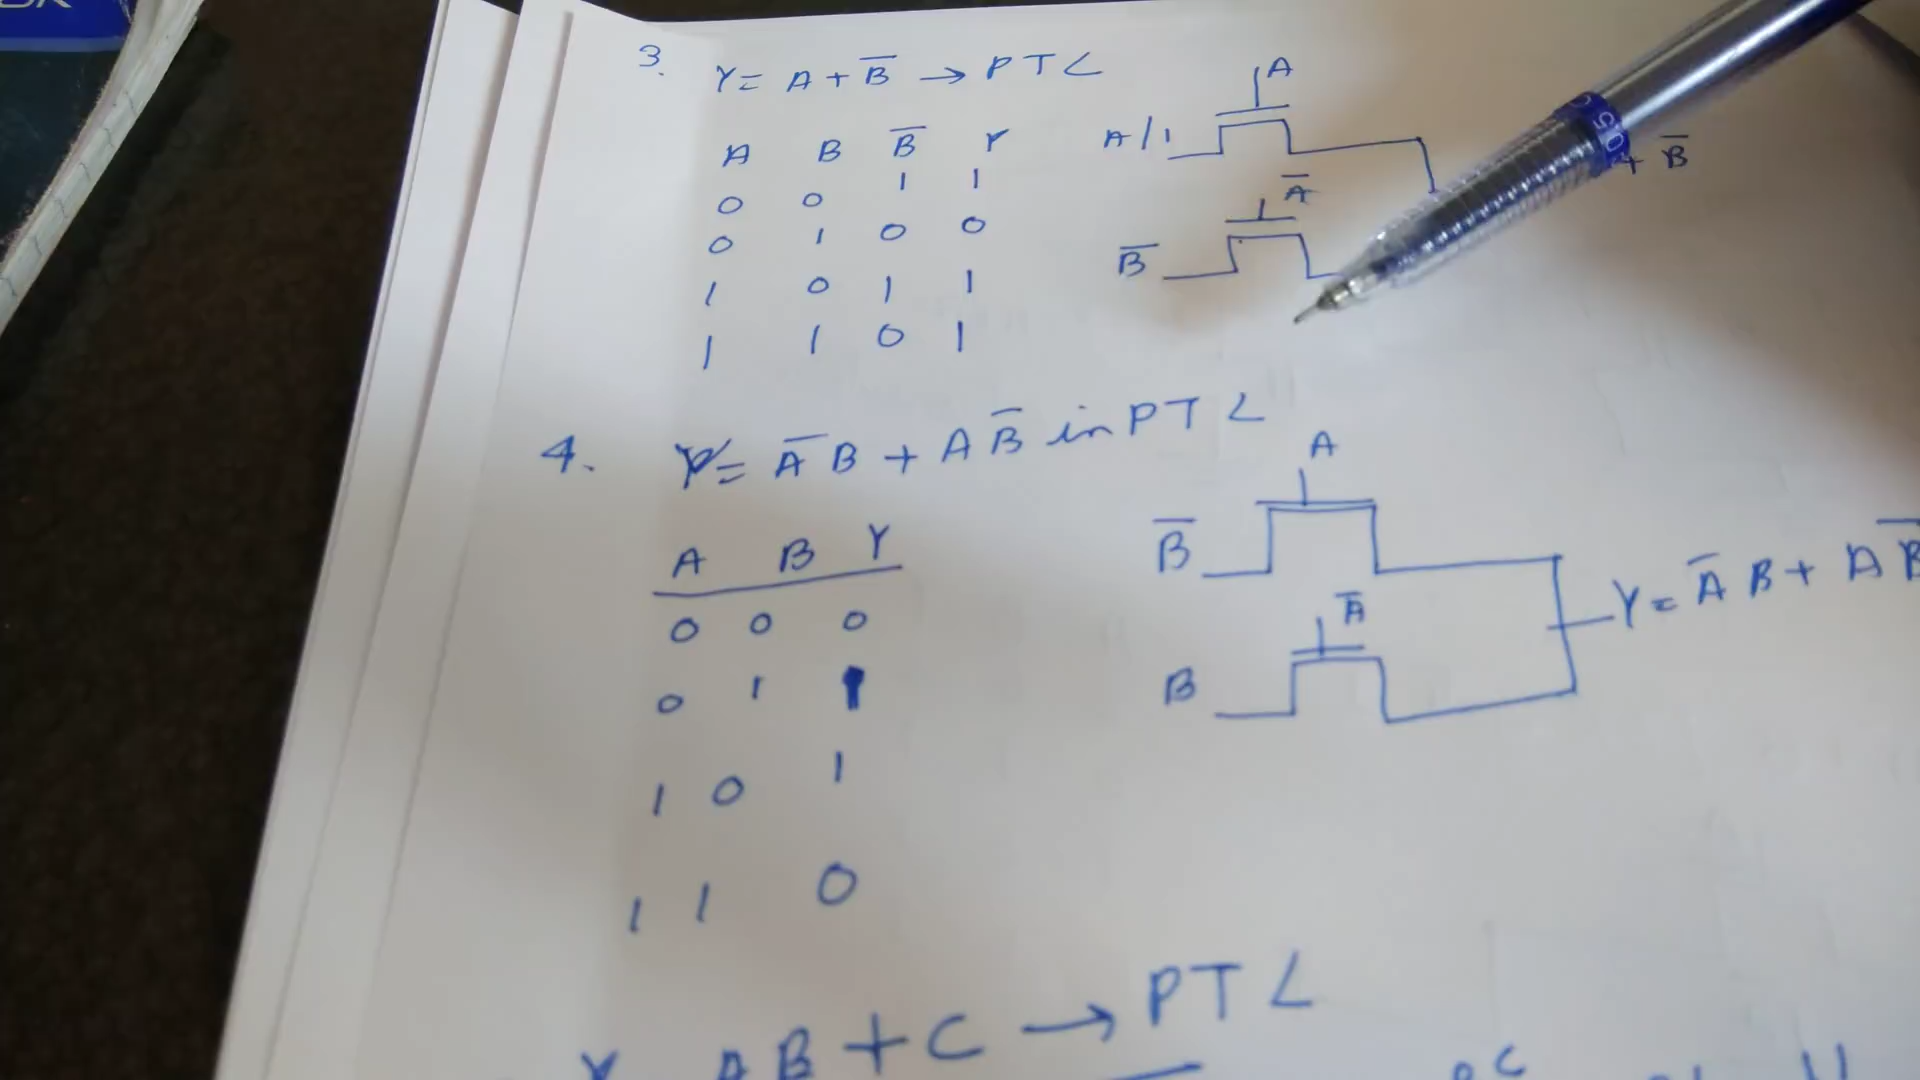 3. Y = A + B̅ → PTL
A B B̅ Y
0 0 1 1
0 1 0 0
1 0 1 1
1 1 0 1
A
A/1
A̅
B̅
+ B̅
4. Y = A̅B + AB̅ in PTL
A B Y
0 0 0
0 1 1
1 0 1
1 1 0
A
B̅
A̅
B
Y = A̅B + AB̅
Y AB + C → PTL